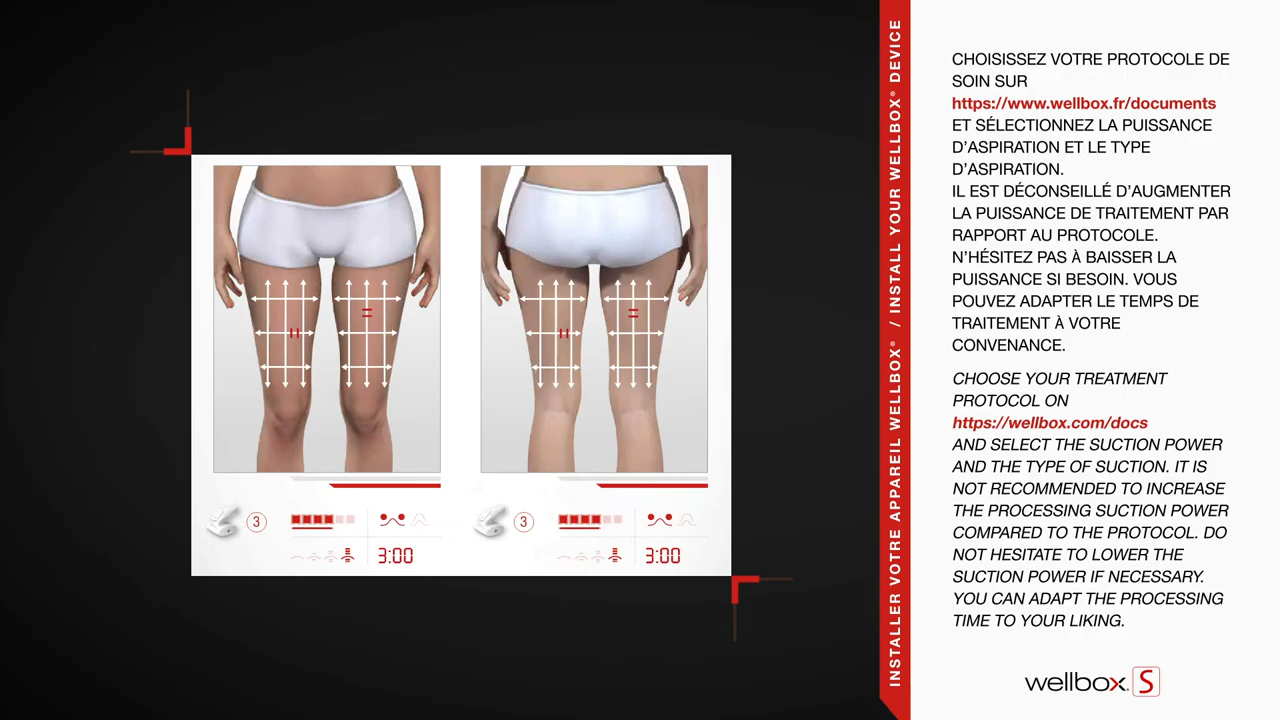 3
3:00
3
3:00
INSTALLER VOTRE APPAREIL WELLBOX® / INSTALL YOUR WELLBOX® DEVICE
CHOISISSEZ VOTRE PROTOCOLE DE
SOIN SUR
https://www.wellbox.fr/documents
ET SÉLECTIONNEZ LA PUISSANCE
D’ASPIRATION ET LE TYPE
D’ASPIRATION.
IL EST DÉCONSEILLÉ D’AUGMENTER
LA PUISSANCE DE TRAITEMENT PAR
RAPPORT AU PROTOCOLE.
N’HÉSITEZ PAS À BAISSER LA
PUISSANCE SI BESOIN. VOUS
POUVEZ ADAPTER LE TEMPS DE
TRAITEMENT À VOTRE
CONVENANCE.
CHOOSE YOUR TREATMENT
PROTOCOL ON
https://wellbox.com/docs
AND SELECT THE SUCTION POWER
AND THE TYPE OF SUCTION. IT IS
NOT RECOMMENDED TO INCREASE
THE PROCESSING SUCTION POWER
COMPARED TO THE PROTOCOL. DO
NOT HESITATE TO LOWER THE
SUCTION POWER IF NECESSARY.
YOU CAN ADAPT THE PROCESSING
TIME TO YOUR LIKING.
wellbox® S